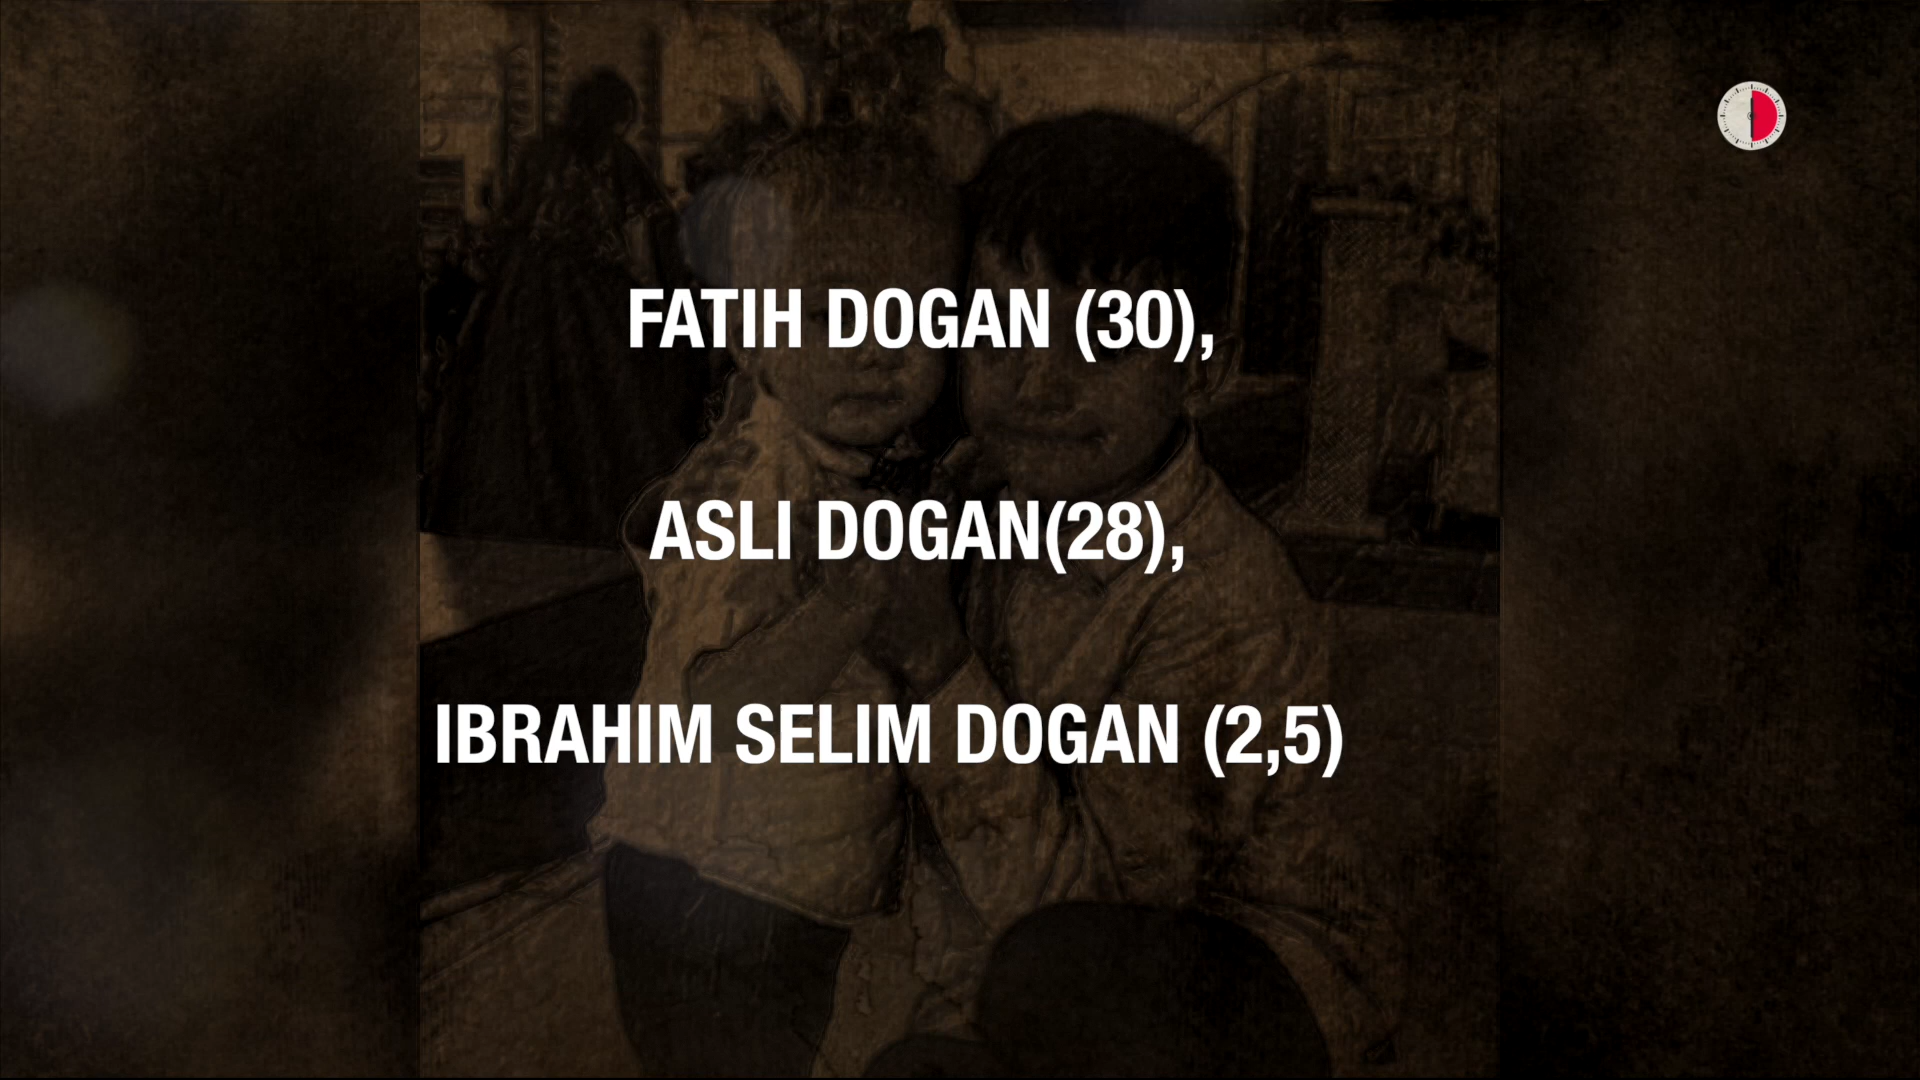 FATIH DOGAN (30),
ASLI DOGAN(28),
IBRAHIM SELIM DOGAN (2,5)